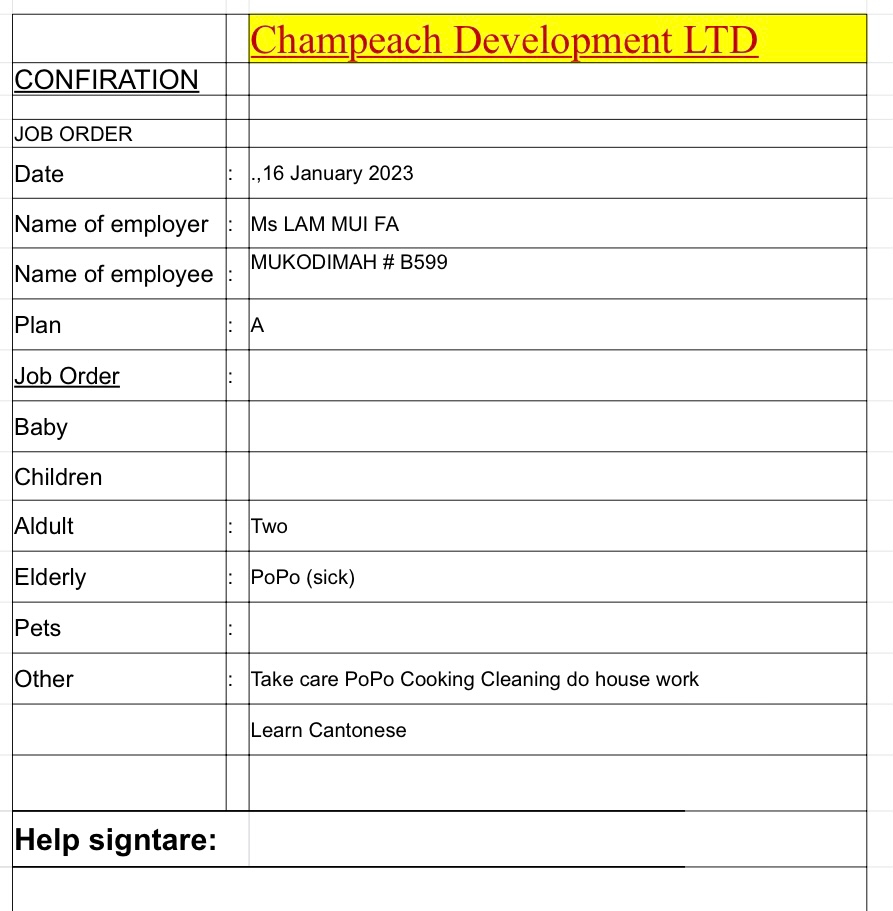 Champeach Development LTD
CONFIRATION
JOB ORDER
Date : .,16 January 2023
Name of employer : Ms LAM MUI FA
Name of employee : MUKODIMAH # B599
Plan : A
Job Order :
Baby
Children
Aldult : Two
Elderly : PoPo (sick)
Pets :
Other : Take care PoPo Cooking Cleaning do house work
Learn Cantonese
Help signtare: